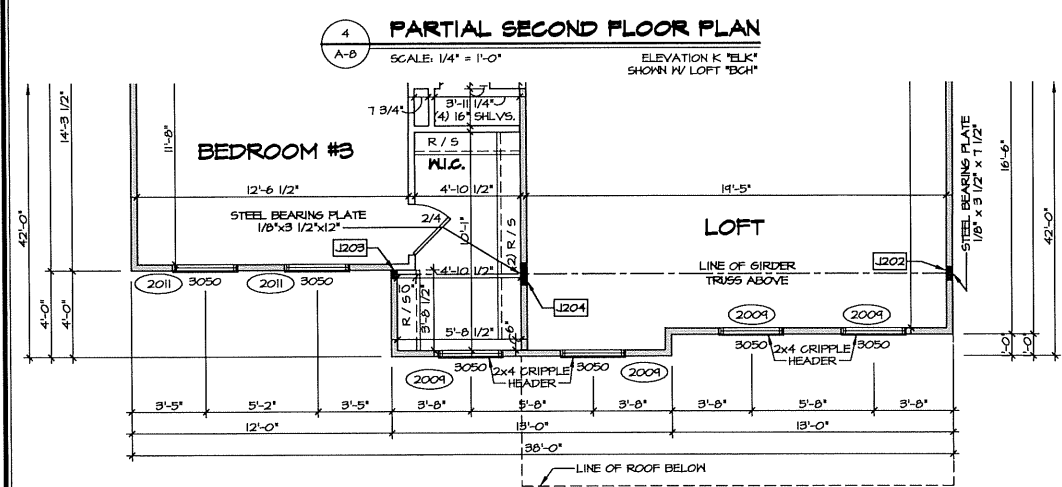 4
A-8
PARTIAL SECOND FLOOR PLAN
SCALE: 1/4" = 1'-0"
ELEVATION K "ELK"
SHOWN W/ LOFT "BCH"
42'-0"
14'-3 1/2"
11'-8"
7 3/4"
3'-11 1/4"
(4) 16" SHLVS.
R / S
W.I.C.
BEDROOM #3
12'-6 1/2"
4'-10 1/2"
19'-5"
STEEL BEARING PLATE
1/8"x3 1/2"x12"
2/4
10'-1"
(2) R / S
LOFT
STEEL BEARING PLATE
1/8" x 3 1/2" x 7 1/2"
16'-6"
42'-0"
J203
4'-10 1/2"
LINE OF GIRDER
TRUSS ABOVE
J202
J204
2011
3050
2011
3050
4'-0"
4'-0"
3'-8 1/2"
5'-8 1/2"
2009
2009
3050
3050
2x4 CRIPPLE
HEADER
2009
3050
2x4 CRIPPLE
HEADER
3050
2009
3'-5"
5'-2"
3'-5"
3'-8"
5'-8"
3'-8"
3'-8"
5'-8"
3'-8"
12'-0"
13'-0"
13'-0"
38'-0"
LINE OF ROOF BELOW